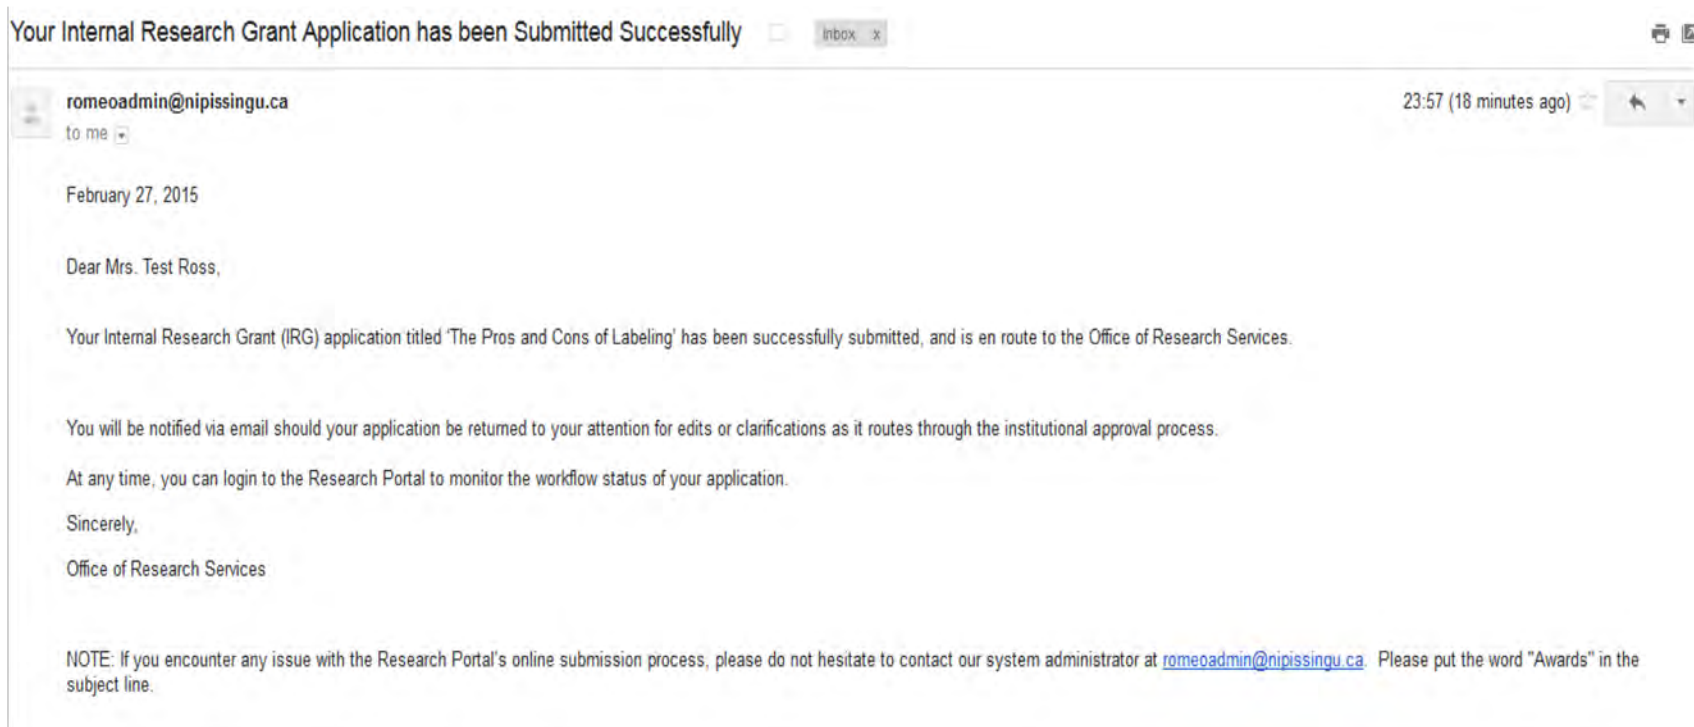 Your Internal Research Grant Application has been Submitted Successfully Inbox x
romeoadmin@nipissingu.ca 23:57 (18 minutes ago)
to me
February 27, 2015
Dear Mrs. Test Ross,
Your Internal Research Grant (IRG) application titled 'The Pros and Cons of Labeling' has been successfully submitted, and is en route to the Office of Research Services.
You will be notified via email should your application be returned to your attention for edits or clarifications as it routes through the institutional approval process.
At any time, you can login to the Research Portal to monitor the workflow status of your application.
Sincerely,
Office of Research Services
NOTE: If you encounter any issue with the Research Portal's online submission process, please do not hesitate to contact our system administrator at romeoadmin@nipissingu.ca. Please put the word "Awards" in the
subject line.